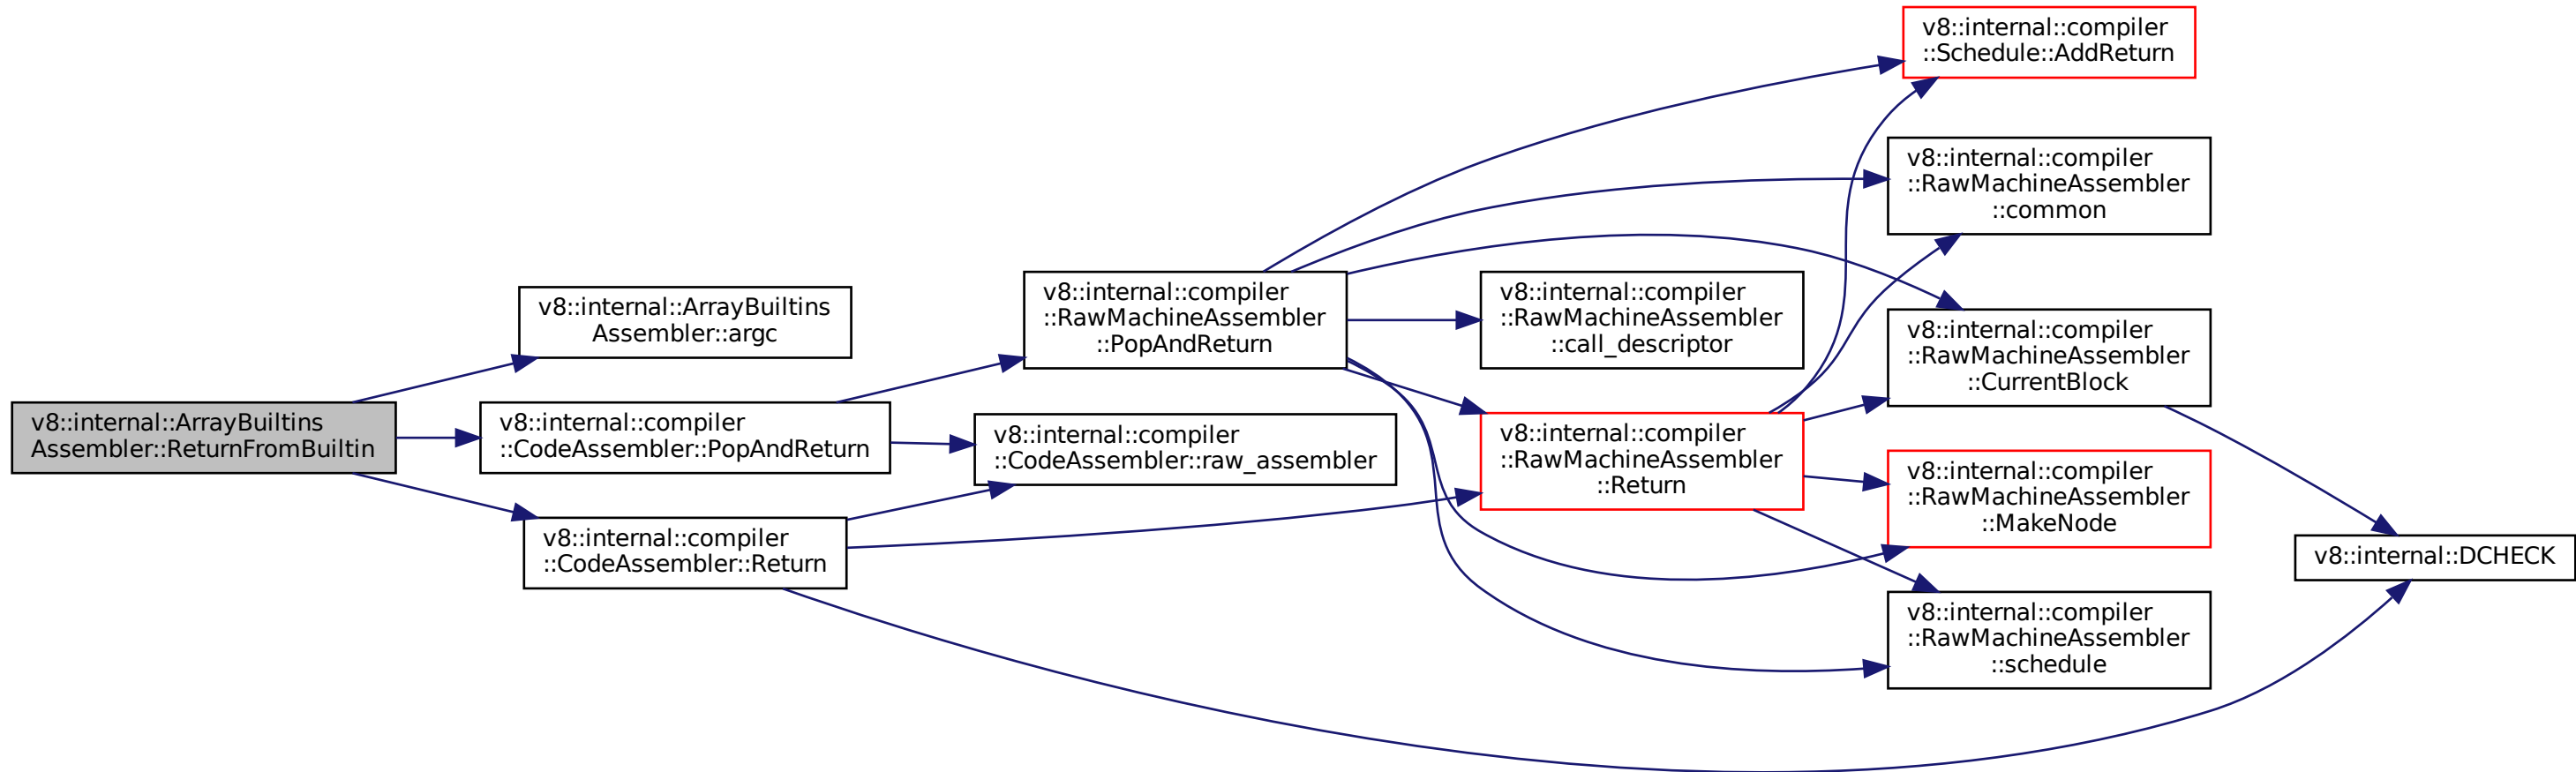 v8::internal::ArrayBuiltins
Assembler::ReturnFromBuiltin
v8::internal::ArrayBuiltins
Assembler::argc
v8::internal::compiler
::CodeAssembler::PopAndReturn
v8::internal::compiler
::CodeAssembler::Return
v8::internal::compiler
::RawMachineAssembler
::PopAndReturn
v8::internal::compiler
::CodeAssembler::raw_assembler
v8::internal::compiler
::RawMachineAssembler
::call_descriptor
v8::internal::compiler
::RawMachineAssembler
::Return
v8::internal::compiler
::Schedule::AddReturn
v8::internal::compiler
::RawMachineAssembler
::common
v8::internal::compiler
::RawMachineAssembler
::CurrentBlock
v8::internal::compiler
::RawMachineAssembler
::MakeNode
v8::internal::compiler
::RawMachineAssembler
::schedule
v8::internal::DCHECK